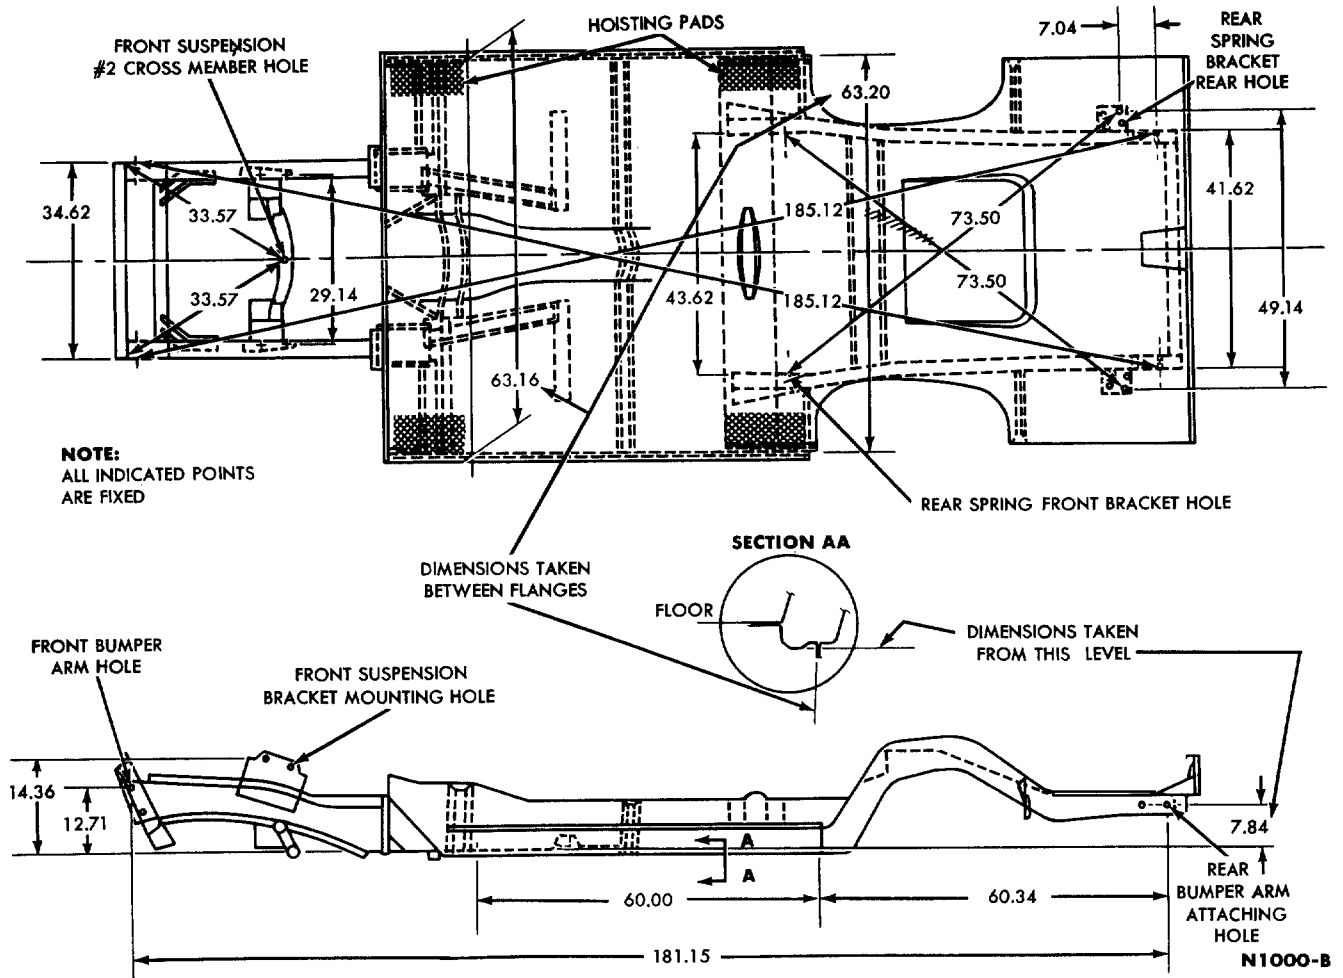 HOISTING PADS
7.04
REAR
SPRING
BRACKET
REAR HOLE
FRONT SUSPENSION
#2 CROSS MEMBER HOLE
63.20
34.62
33.57
185.12
73.50
41.62
33.57
29.14
43.62
185.12
73.50
49.14
63.16
NOTE:
ALL INDICATED POINTS
ARE FIXED
REAR SPRING FRONT BRACKET HOLE
SECTION AA
DIMENSIONS TAKEN
BETWEEN FLANGES
FLOOR
DIMENSIONS TAKEN
FROM THIS LEVEL
FRONT BUMPER
ARM HOLE
FRONT SUSPENSION
BRACKET MOUNTING HOLE
14.36
12.71
7.84
A
A
60.00
60.34
REAR
BUMPER ARM
ATTACHING
HOLE
181.15
N1000-B